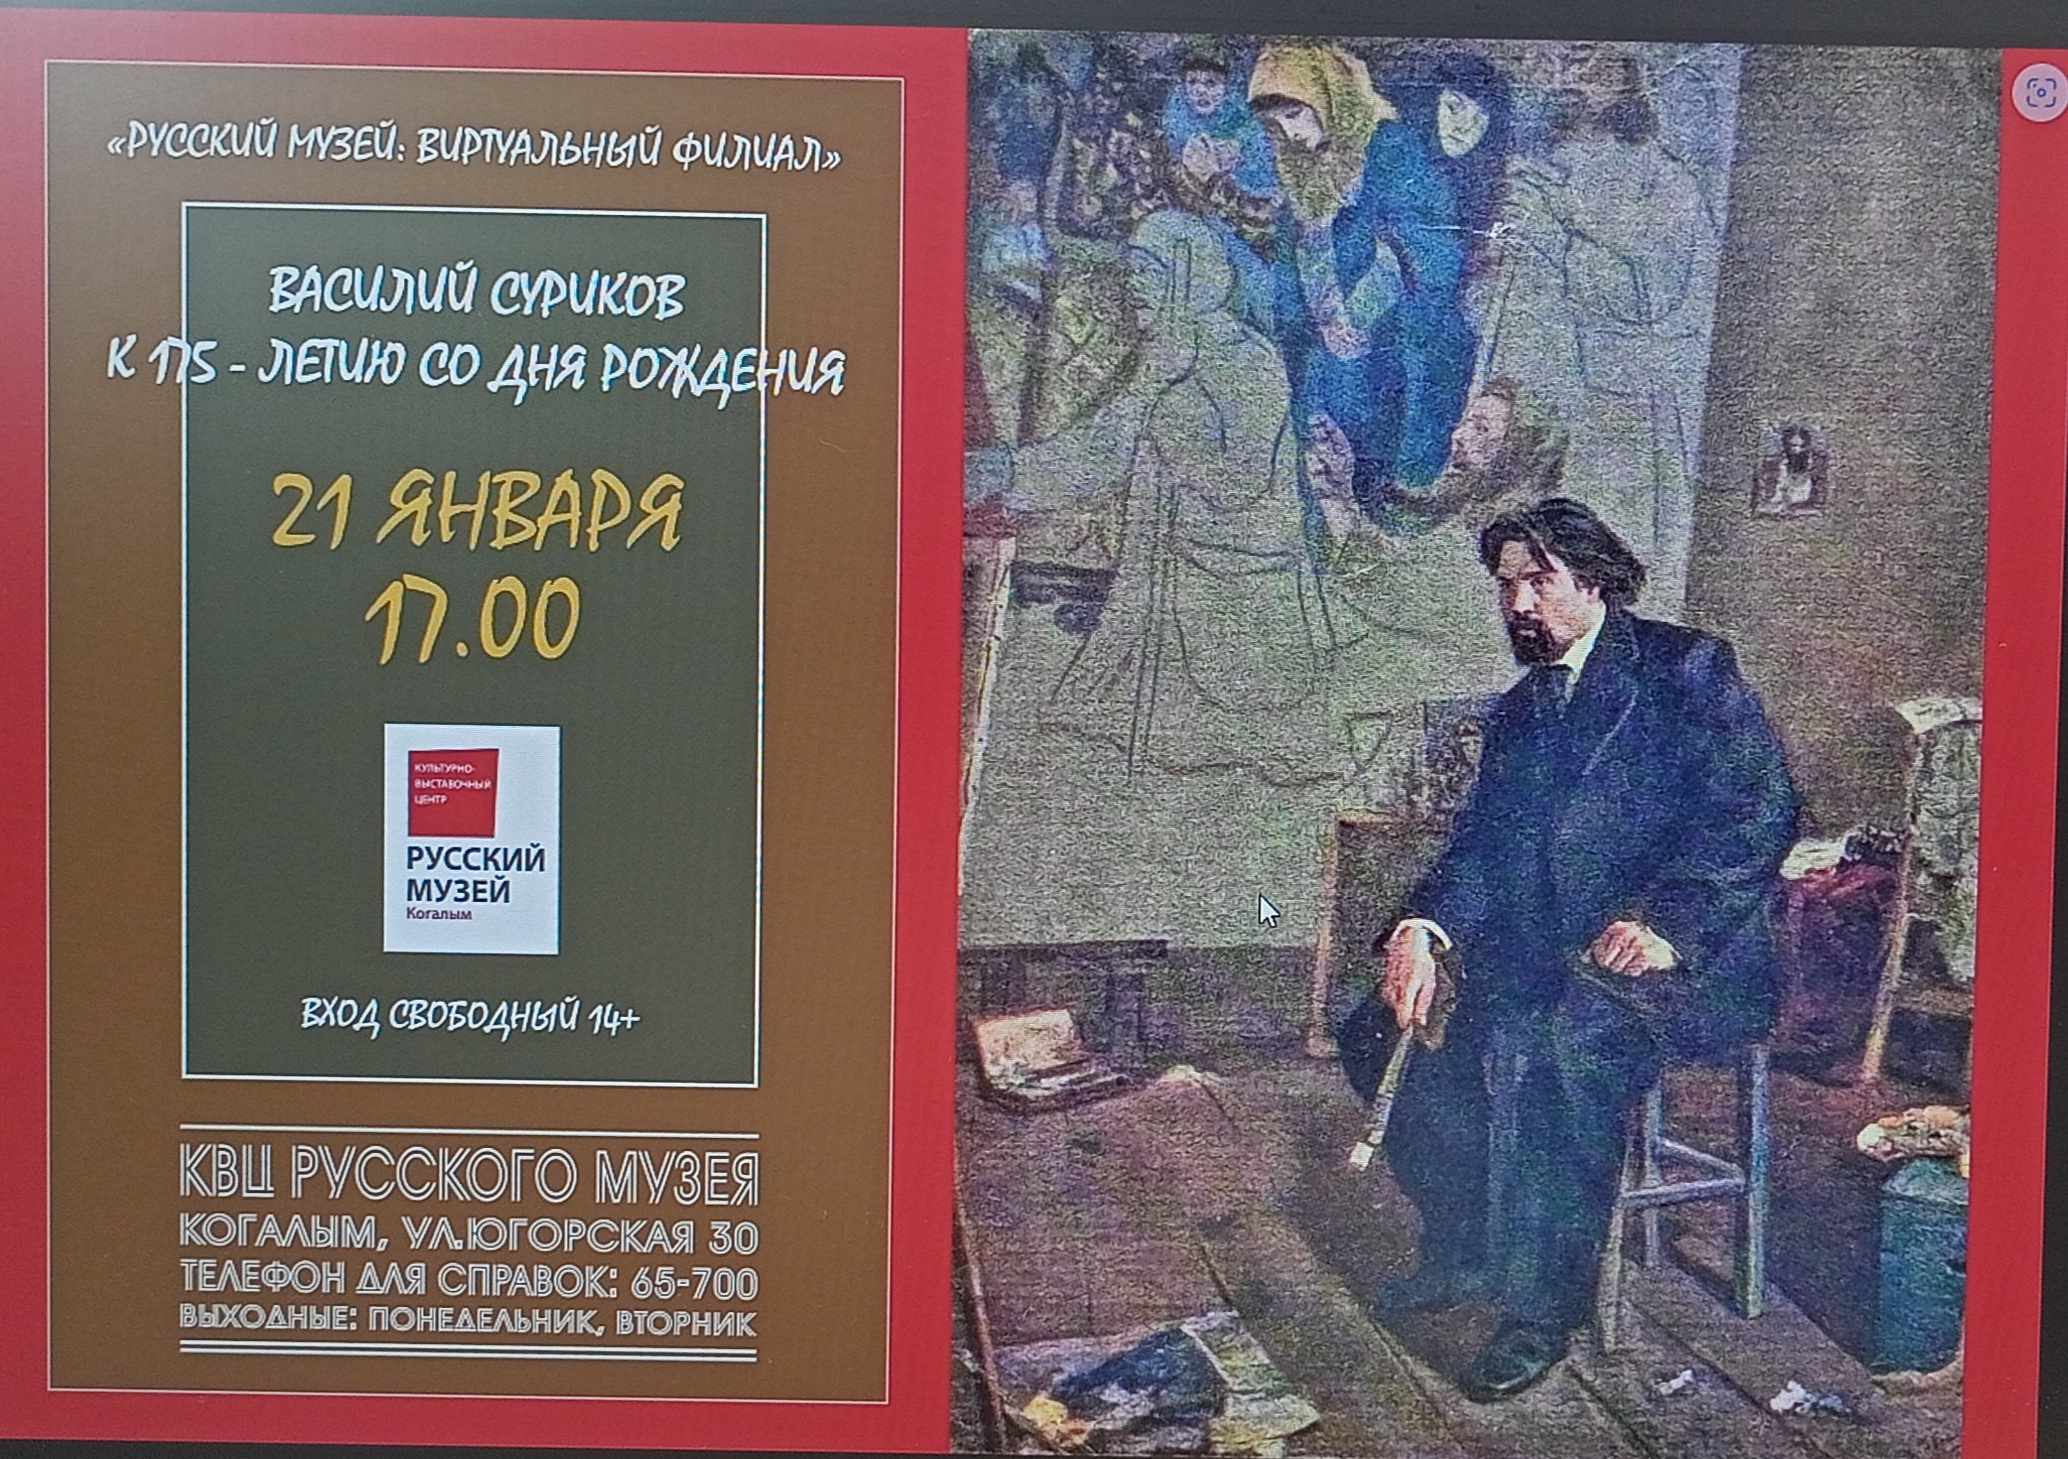 «РУССКИЙ МУЗЕЙ: ВИРТУАЛЬНЫЙ ФИЛИАЛ»
ВАСИЛИЙ СУРИКОВ
К 175 - ЛЕТИЮ СО ДНЯ РОЖДЕНИЯ
21 ЯНВАРЯ
17.00
КУЛЬТУРНО-
ВЫСТАВОЧНЫЙ
ЦЕНТР
РУССКИЙ
МУЗЕЙ
Когалым
ВХОД СВОБОДНЫЙ 14+
КВЦ РУССКОГО МУЗЕЯ
КОГАЛЫМ, УЛ.ЮГОРСКАЯ 30
ТЕЛЕФОН ДЛЯ СПРАВОК: 65-700
ВЫХОДНЫЕ: ПОНЕДЕЛЬНИК, ВТОРНИК